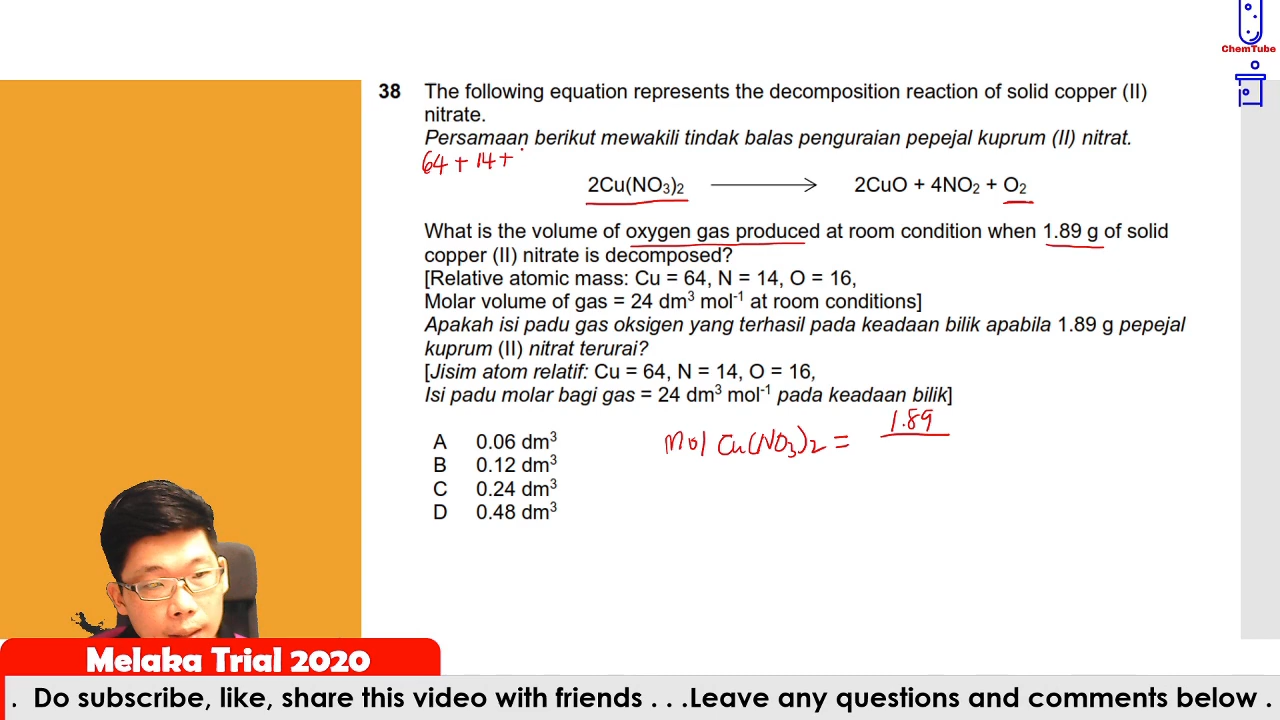 ChemTube
38 The following equation represents the decomposition reaction of solid copper (II)
nitrate.
Persamaan berikut mewakili tindak balas penguraian pepejal kuprum (II) nitrat.
64 + 14 +
2Cu(NO₃)₂ ⟶ 2CuO + 4NO₂ + O₂
What is the volume of oxygen gas produced at room condition when 1.89 g of solid
copper (II) nitrate is decomposed?
[Relative atomic mass: Cu = 64, N = 14, O = 16,
Molar volume of gas = 24 dm³ mol⁻¹ at room conditions]
Apakah isi padu gas oksigen yang terhasil pada keadaan bilik apabila 1.89 g pepejal
kuprum (II) nitrat terurai?
[Jisim atom relatif: Cu = 64, N = 14, O = 16,
Isi padu molar bagi gas = 24 dm³ mol⁻¹ pada keadaan bilik]
1.89
mol Cu(NO₃)₂ =
A 0.06 dm³
B 0.12 dm³
C 0.24 dm³
D 0.48 dm³
Melaka Trial 2020
. Do subscribe, like, share this video with friends . . .Leave any questions and comments below .